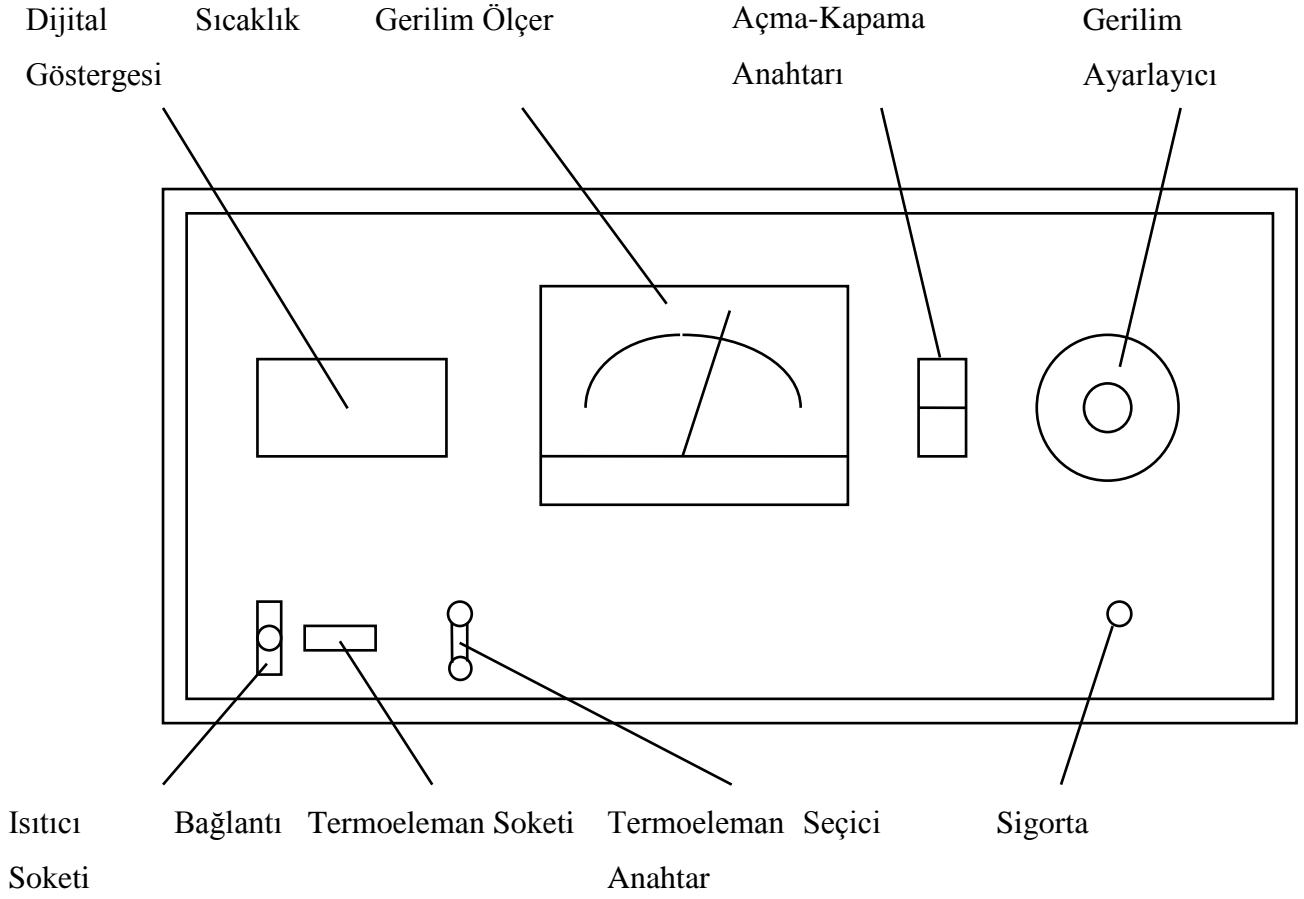 Dijital Sıcaklık
Göstergesi
Gerilim Ölçer
Açma-Kapama
Anahtarı
Gerilim
Ayarlayıcı
Isıtıcı Bağlantı
Soketi
Termoeleman Soketi
Termoeleman Seçici
Anahtar
Sigorta